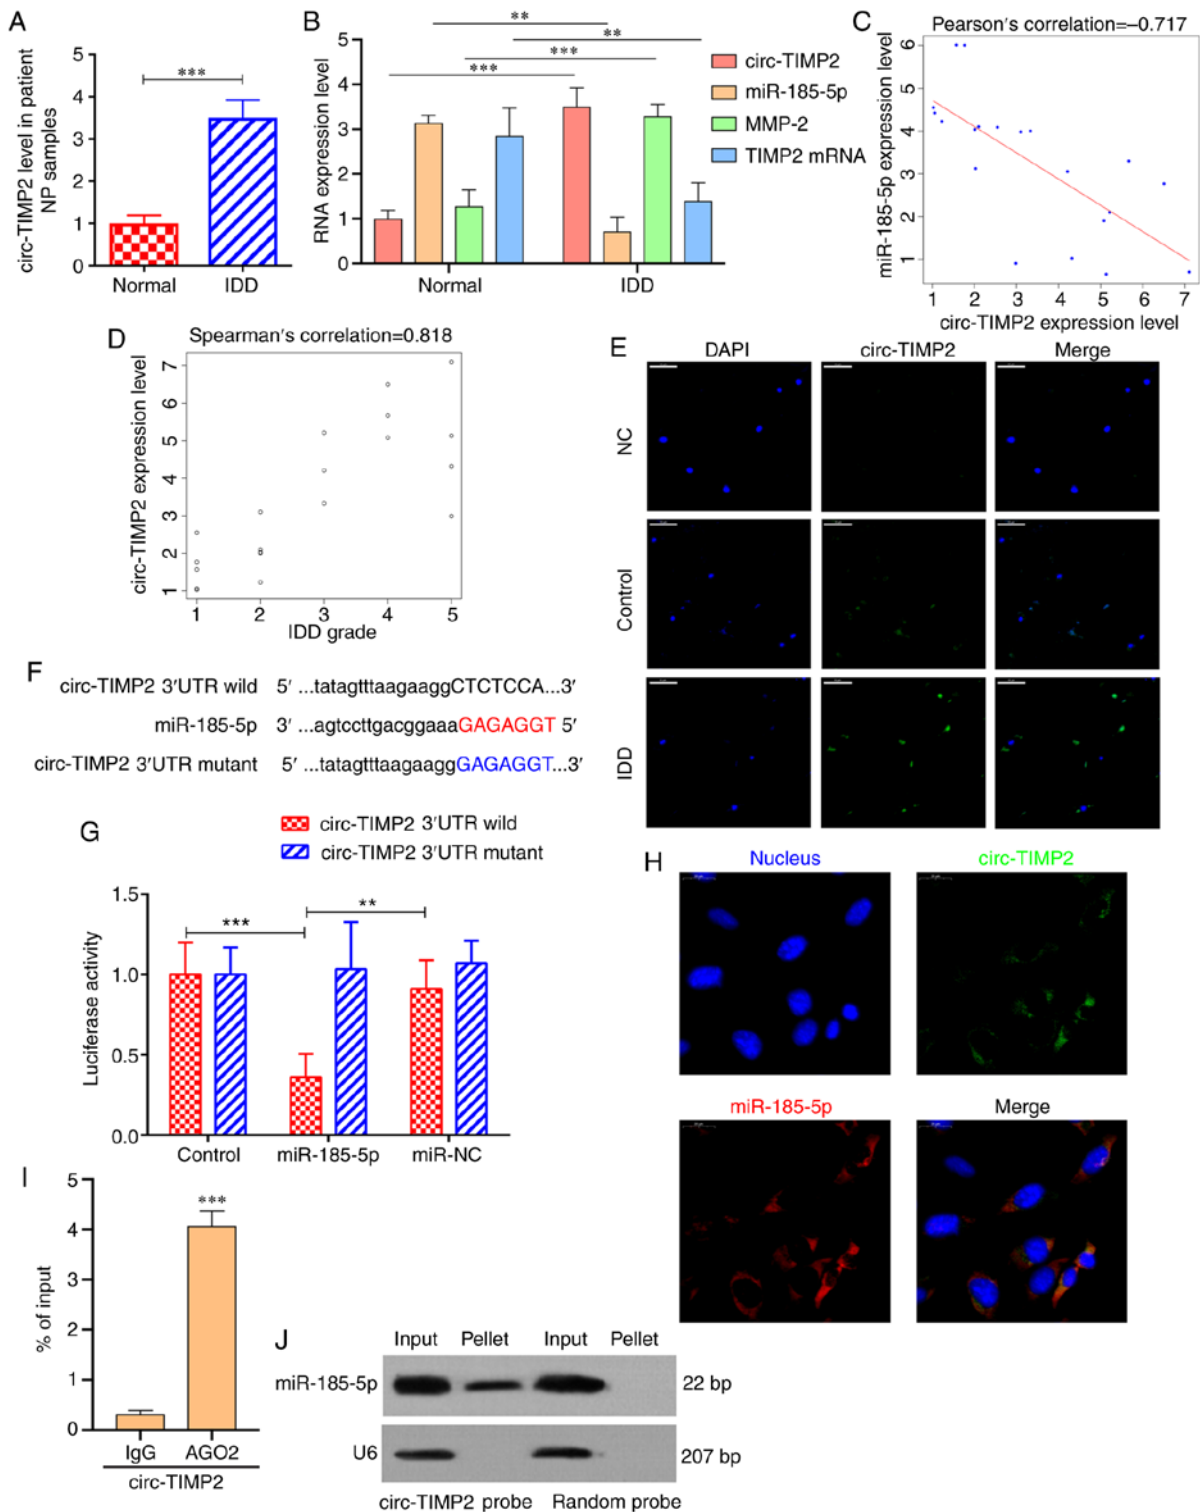 A
circ-TIMP2 level in patient
NP samples
5
4
3
2
1
0
***
Normal
IDD
B
RNA expression level
5
4
3
2
1
0
**
**
***
***
Normal
IDD
circ-TIMP2
miR-185-5p
MMP-2
TIMP2 mRNA
C
Pearson's correlation=–0.717
miR-185-5p expression level
6
5
4
3
2
1
1 2 3 4 5 6 7
circ-TIMP2 expression level
D
Spearman's correlation=0.818
circ-TIMP2 expression level
7
6
5
4
3
2
1
1 2 3 4 5
IDD grade
E
DAPI circ-TIMP2 Merge
NC
Control
IDD
F
circ-TIMP2 3′UTR wild 5′ ...tatagtttaagaaggCTCTCCA...3′
miR-185-5p 3′ ...agtccttgacggaaaGAGAGGT 5′
circ-TIMP2 3′UTR mutant 5′ ...tatagtttaagaaggGAGAGGT...3′
G
circ-TIMP2 3′UTR wild
circ-TIMP2 3′UTR mutant
Luciferase activity
1.5
1.0
0.5
0.0
***
**
Control miR-185-5p miR-NC
H
Nucleus
circ-TIMP2
miR-185-5p
Merge
I
% of input
5
4
3
2
1
0
***
IgG AGO2
circ-TIMP2
J
Input Pellet Input Pellet
miR-185-5p 22 bp
U6 207 bp
circ-TIMP2 probe Random probe